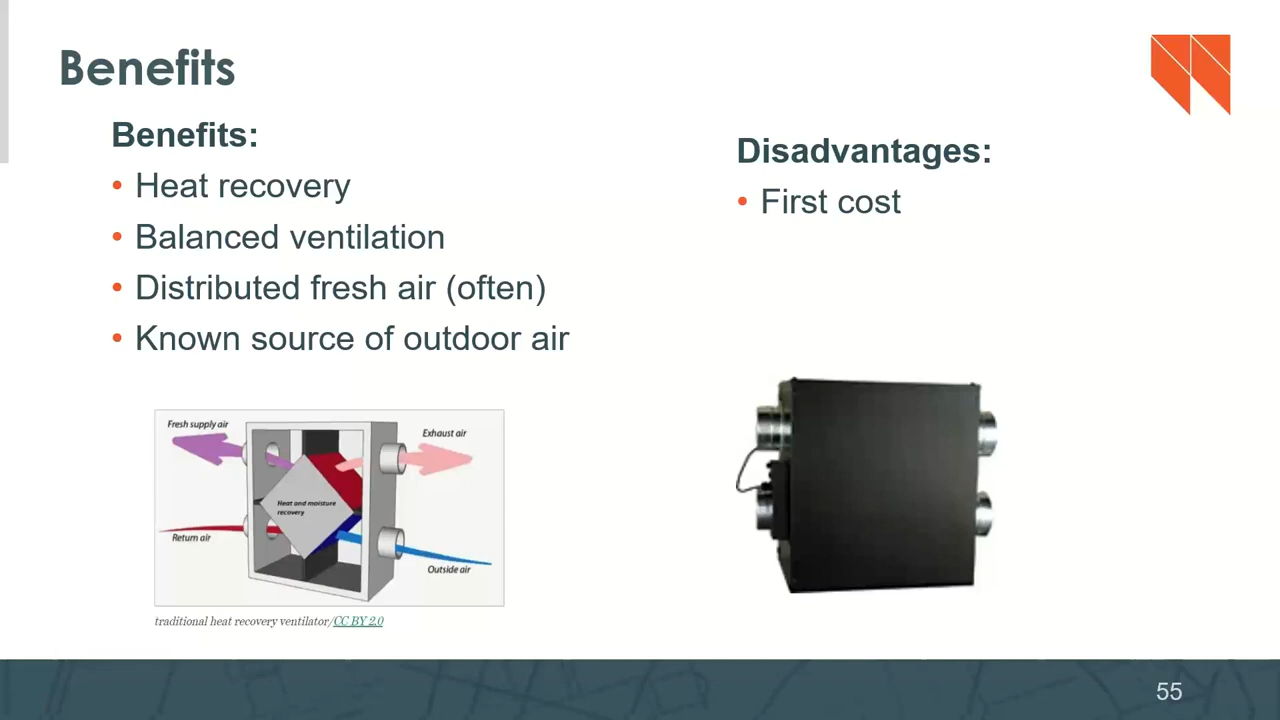 Benefits
Benefits:
• Heat recovery
• Balanced ventilation
• Distributed fresh air (often)
• Known source of outdoor air
Disadvantages:
• First cost
Fresh supply air
Exhaust air
Heat and moisture
recovery
Return air
Outside air
traditional heat recovery ventilator/CC BY 2.0
55